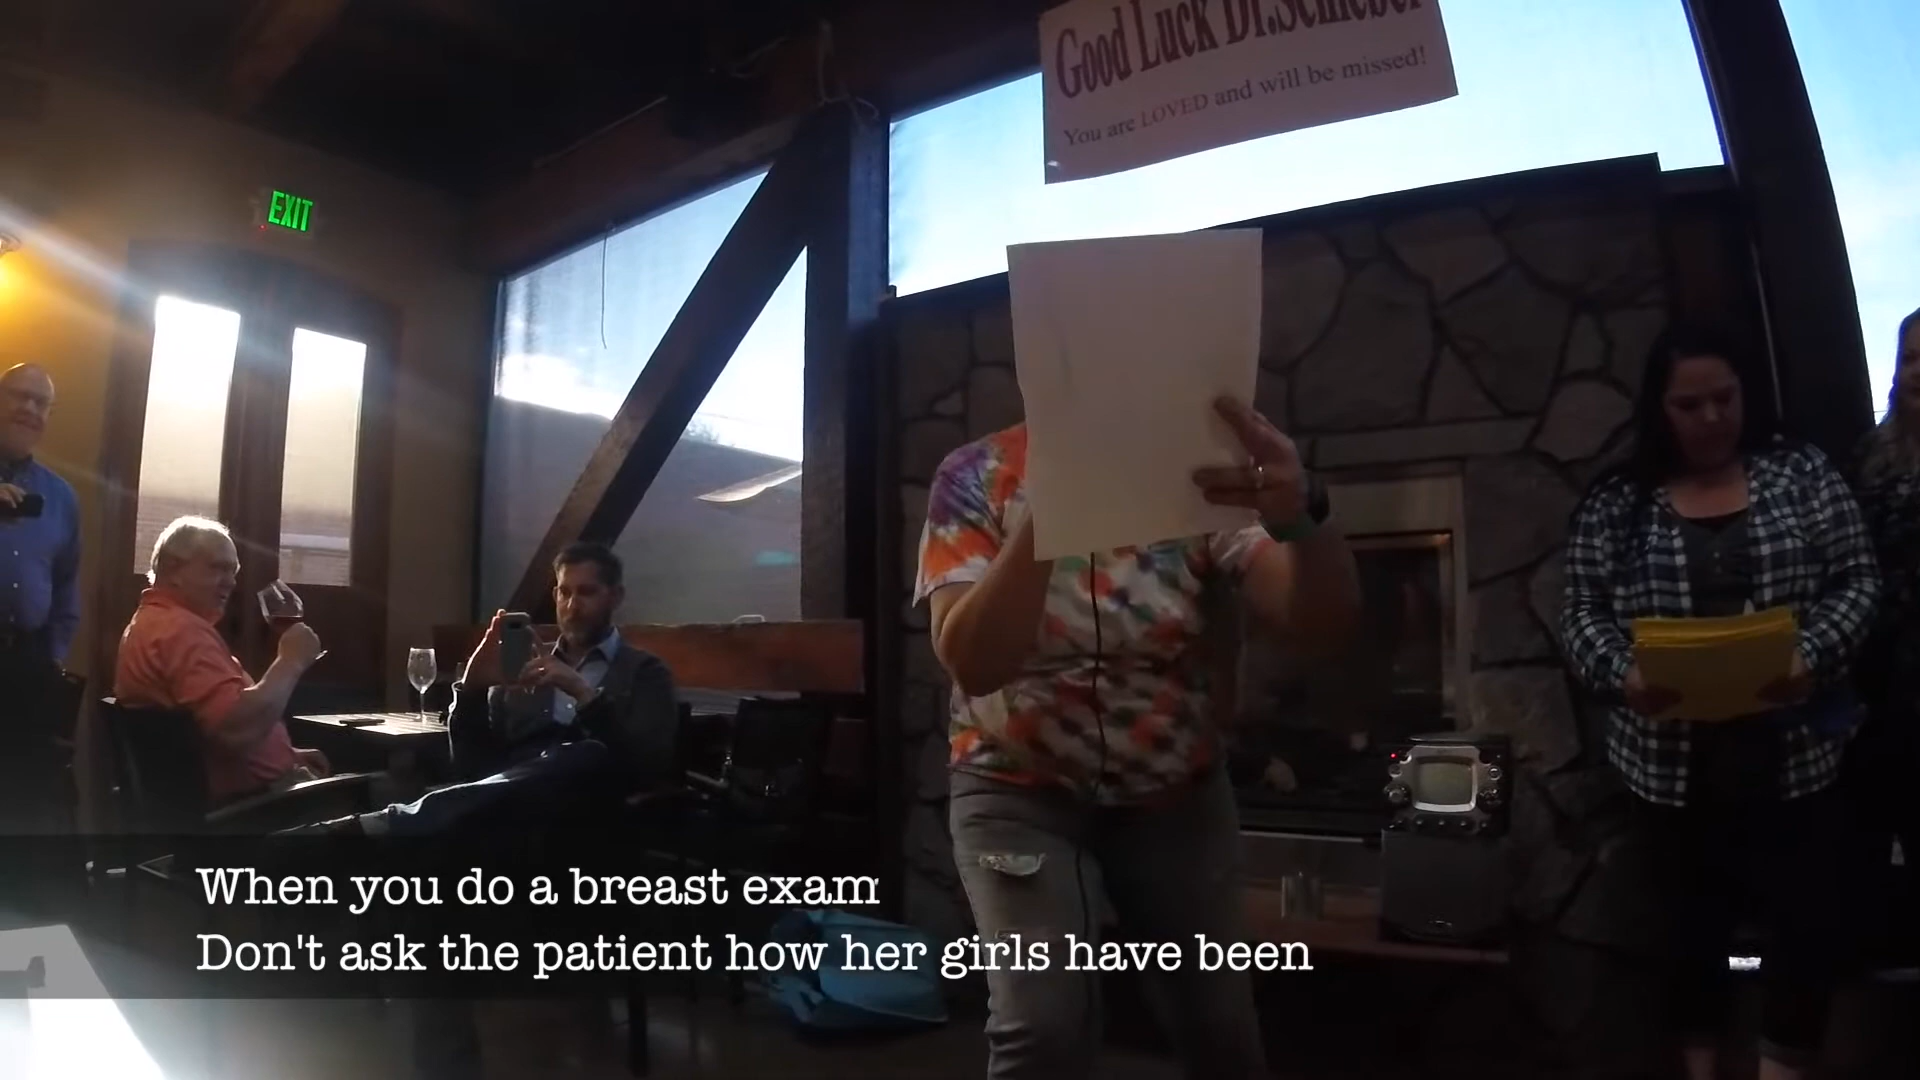 Good Luck Dr.Schieber
You are LOVED and will be missed!
EXIT
When you do a breast exam
Don't ask the patient how her girls have been